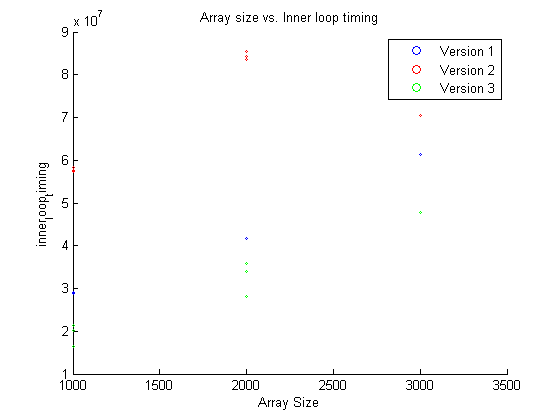 Array size vs. Inner loop timing
x 10^7
9
8
7
6
5
4
3
2
1
inner_loop_timing
Version 1
Version 2
Version 3
1000 1500 2000 2500 3000 3500
Array Size